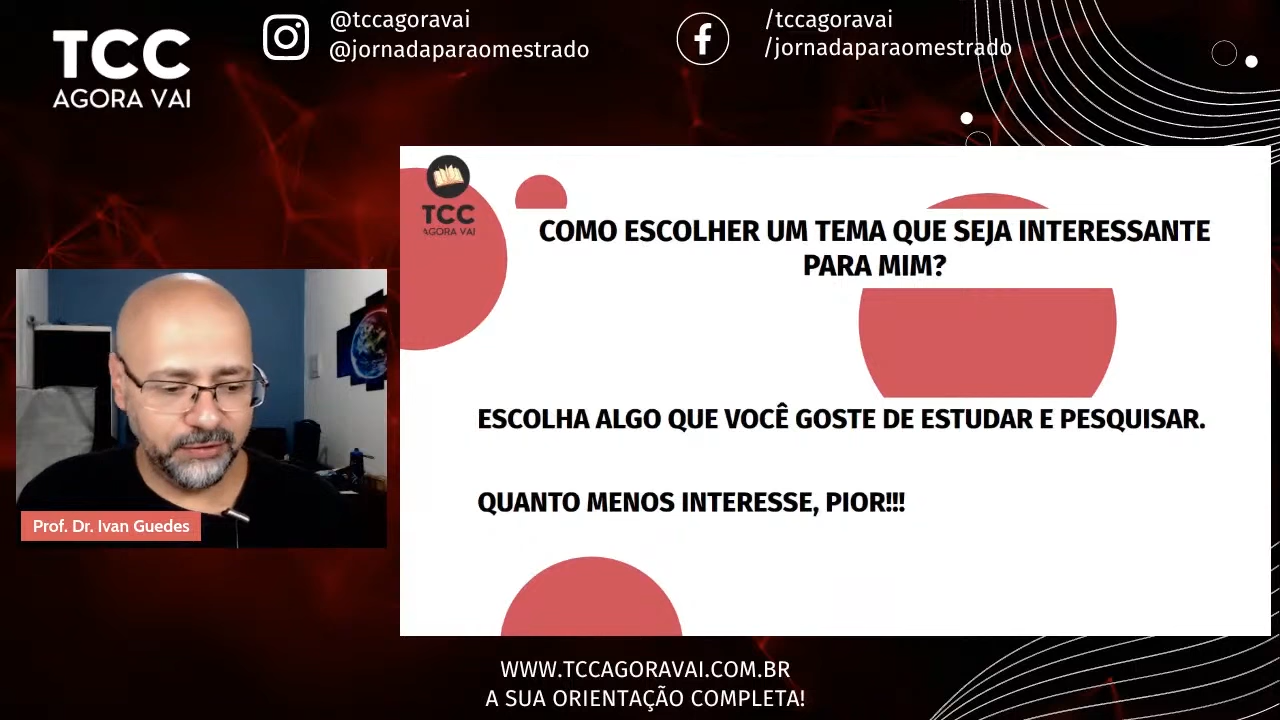 TCC
AGORA VAI
@tccagoravai
@jornadaparaomestrado
/tccagoravai
/jornadaparaomestrado
TCC
AGORA VAI
COMO ESCOLHER UM TEMA QUE SEJA INTERESSANTE
PARA MIM?
ESCOLHA ALGO QUE VOCÊ GOSTE DE ESTUDAR E PESQUISAR.
QUANTO MENOS INTERESSE, PIOR!!!
Prof. Dr. Ivan Guedes
WWW.TCCAGORAVAI.COM.BR
A SUA ORIENTAÇÃO COMPLETA!